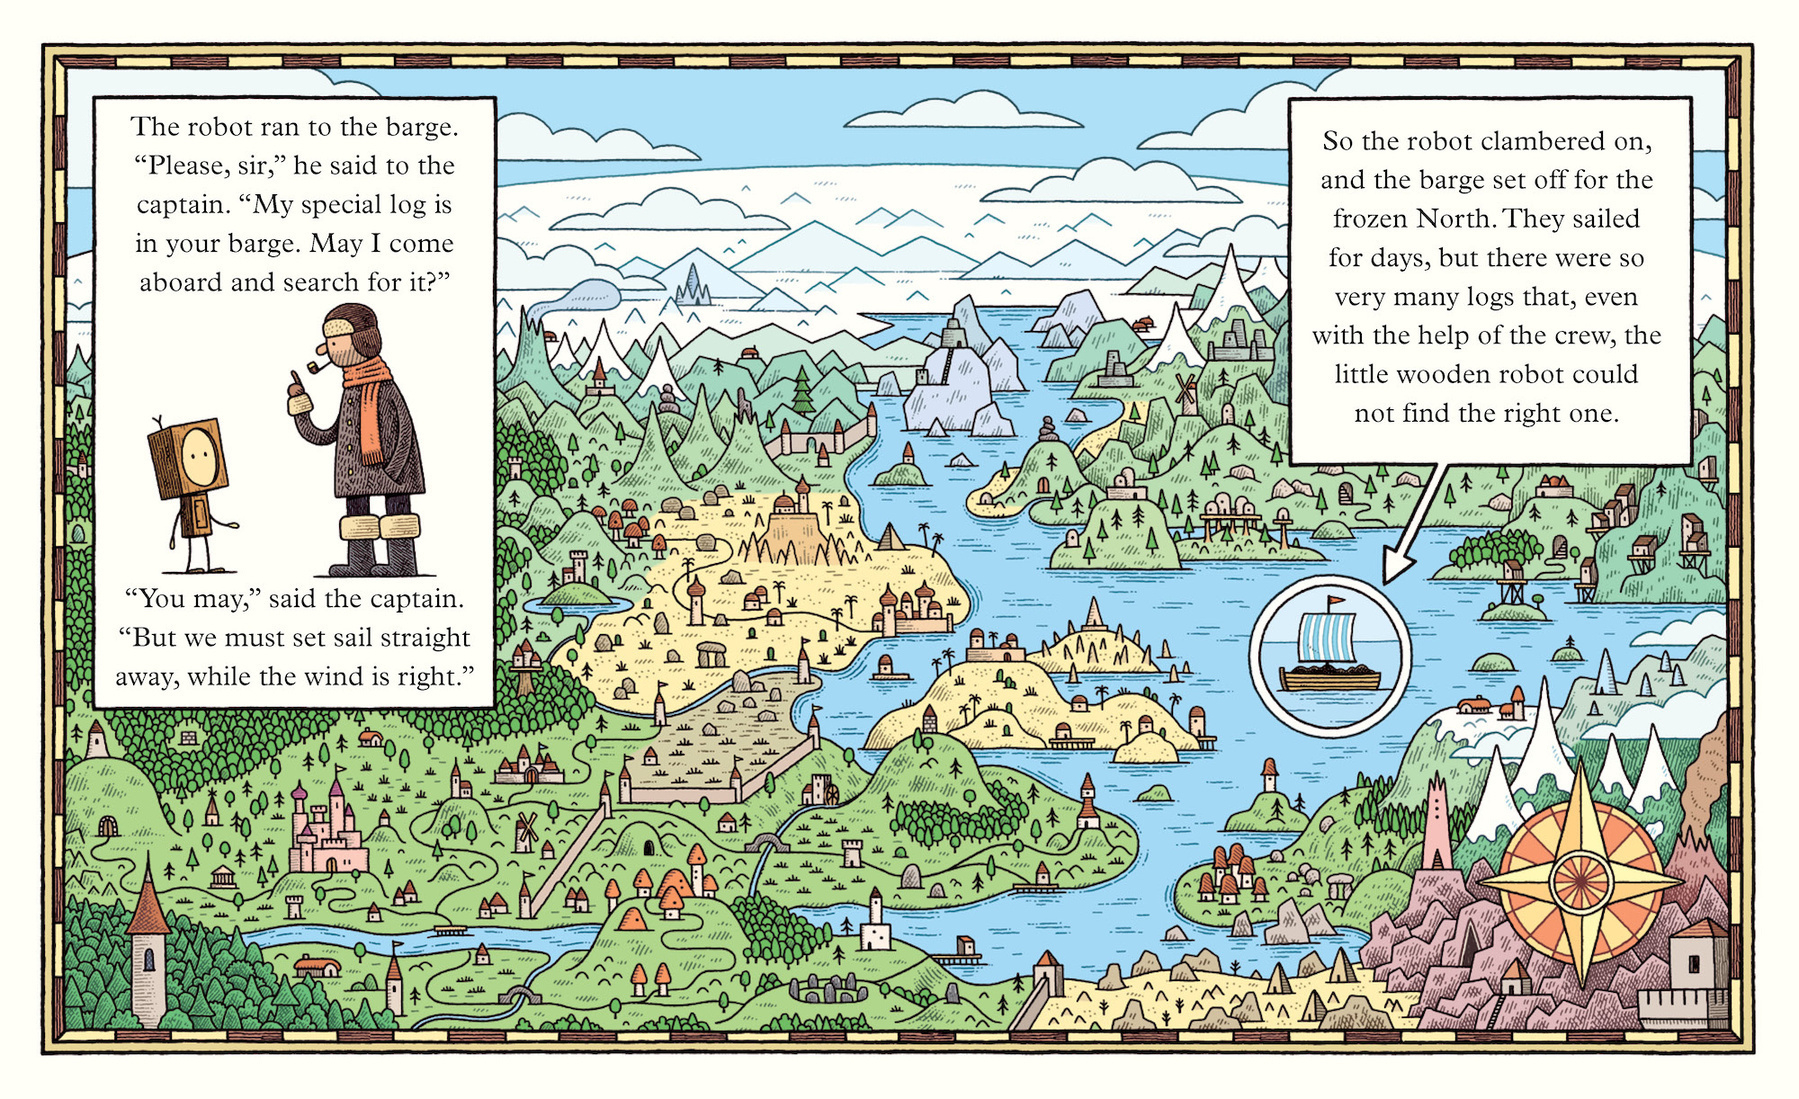 The robot ran to the barge.
“Please, sir,” he said to the
captain. “My special log is
in your barge. May I come
aboard and search for it?”
“You may,” said the captain.
“But we must set sail straight
away, while the wind is right.”
So the robot clambered on,
and the barge set off for the
frozen North. They sailed
for days, but there were so
very many logs that, even
with the help of the crew, the
little wooden robot could
not find the right one.